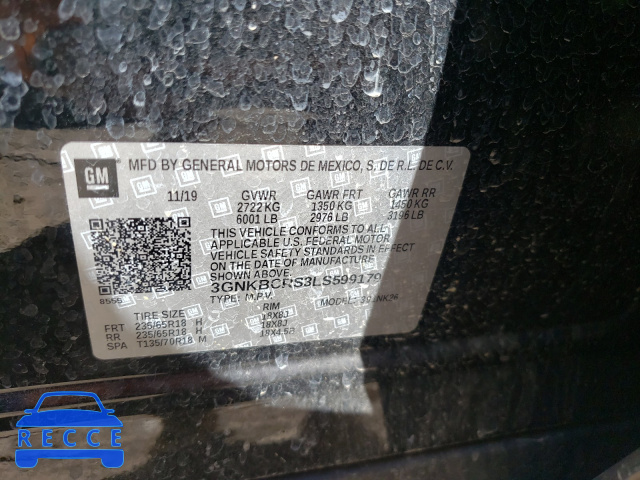 GM
MFD BY GENERAL MOTORS DE MEXICO, S. DE R.L. DE C.V.
11/19 GVWR GAWR FRT GAWR RR
2722 KG 1350 KG 1450 KG
6001 LB 2976 LB 3196 LB
THIS VEHICLE CONFORMS TO ALL
APPLICABLE U.S. FEDERAL MOTOR
VEHICLE SAFETY STANDARDS IN
EFFECT ON THE DATE OF MANUFACTURE
SHOWN ABOVE.
3GNKBCRS3LS599179
TYPE: M.P.V. MODEL:
8555
TIRE SIZE RIM
FRT 235/65R18 H 18X8J
RR 235/65R18 H 18X8J
SPA T135/70R18 M 18X4.5B
RECCE